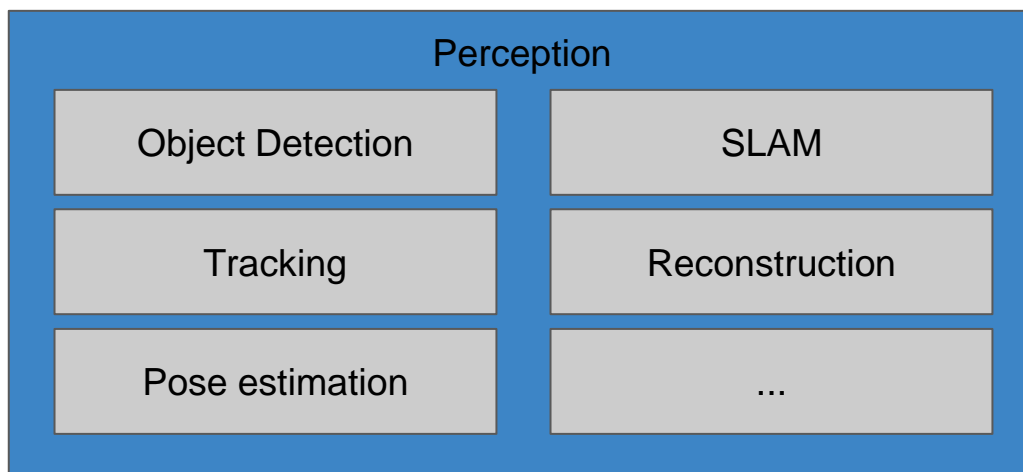 Perception
Object Detection
SLAM
Tracking
Reconstruction
Pose estimation
...